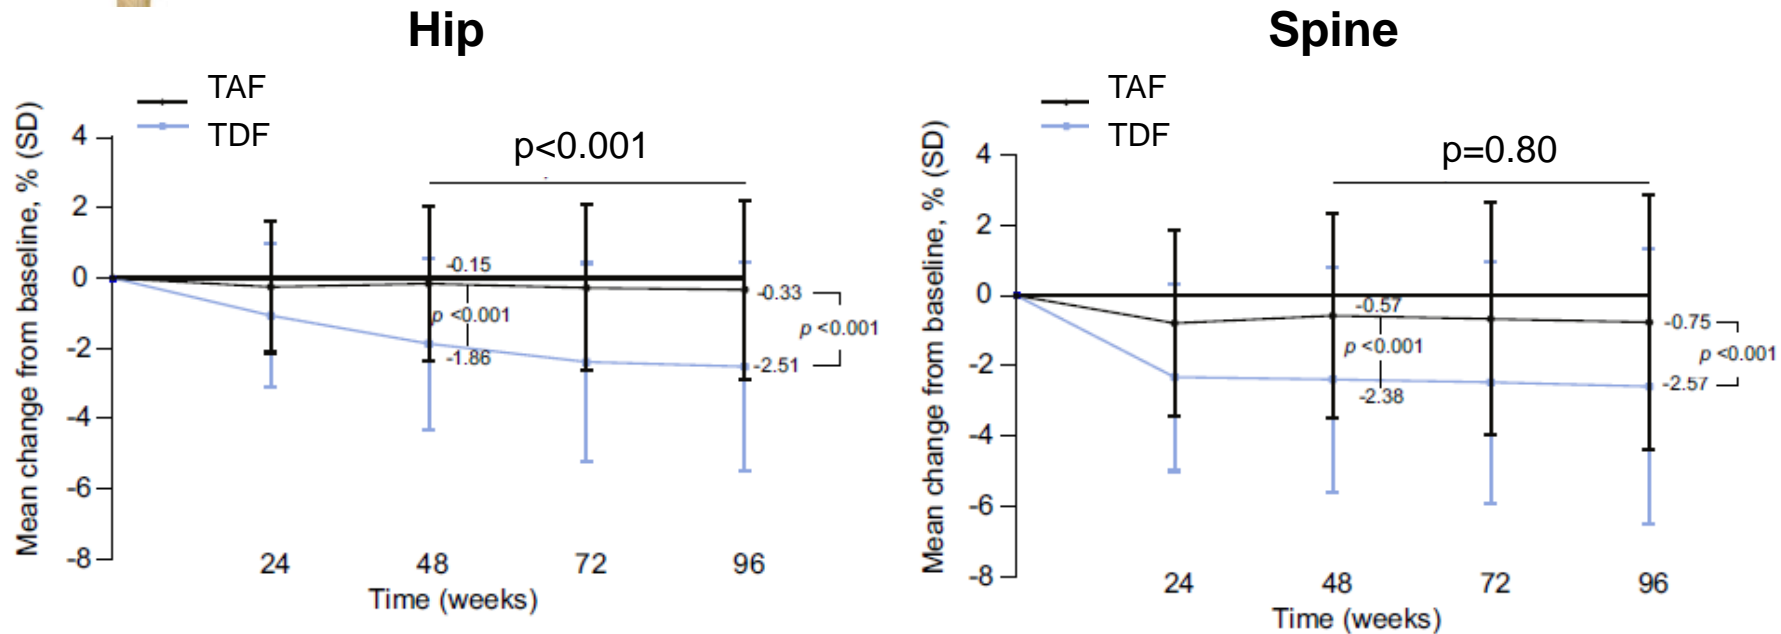 Hip
TAF
TDF
p<0.001
Mean change from baseline, % (SD)
4
2
0
-2
-4
-6
-8
-0.15
p <0.001
-1.86
-0.33
p <0.001
-2.51
24 48 72 96
Time (weeks)
Spine
TAF
TDF
p=0.80
Mean change from baseline, % (SD)
4
2
0
-2
-4
-6
-8
-0.57
p <0.001
-2.38
-0.75
p <0.001
-2.57
24 48 72 96
Time (weeks)